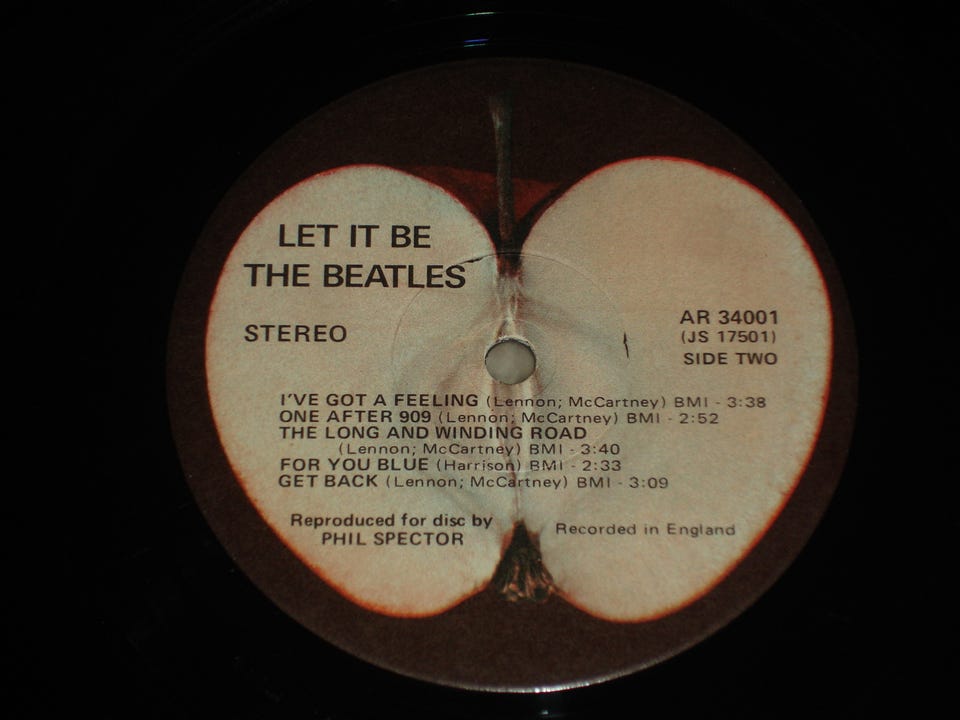 LET IT BE
THE BEATLES
STEREO
AR 34001
(JS 17501)
SIDE TWO
I'VE GOT A FEELING (Lennon; McCartney) BMI - 3:38
ONE AFTER 909 (Lennon; McCartney) BMI - 2:52
THE LONG AND WINDING ROAD
(Lennon; McCartney) BMI - 3:40
FOR YOU BLUE (Harrison) BMI - 2:33
GET BACK (Lennon; McCartney) BMI - 3:09
Reproduced for disc by
PHIL SPECTOR
Recorded in England